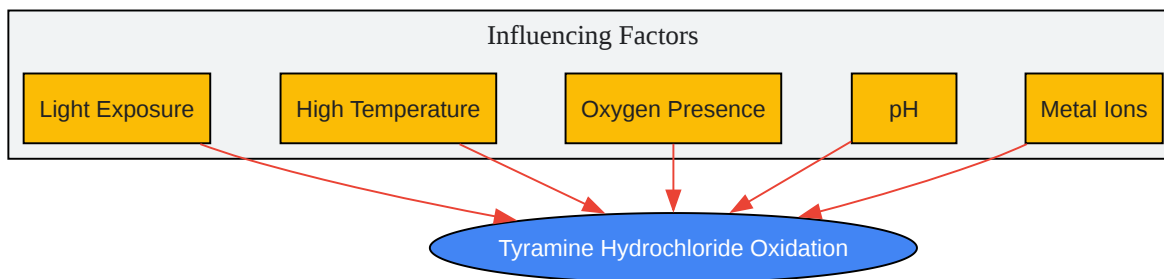 Influencing Factors
Light Exposure
High Temperature
Oxygen Presence
pH
Metal Ions
Tyramine Hydrochloride Oxidation